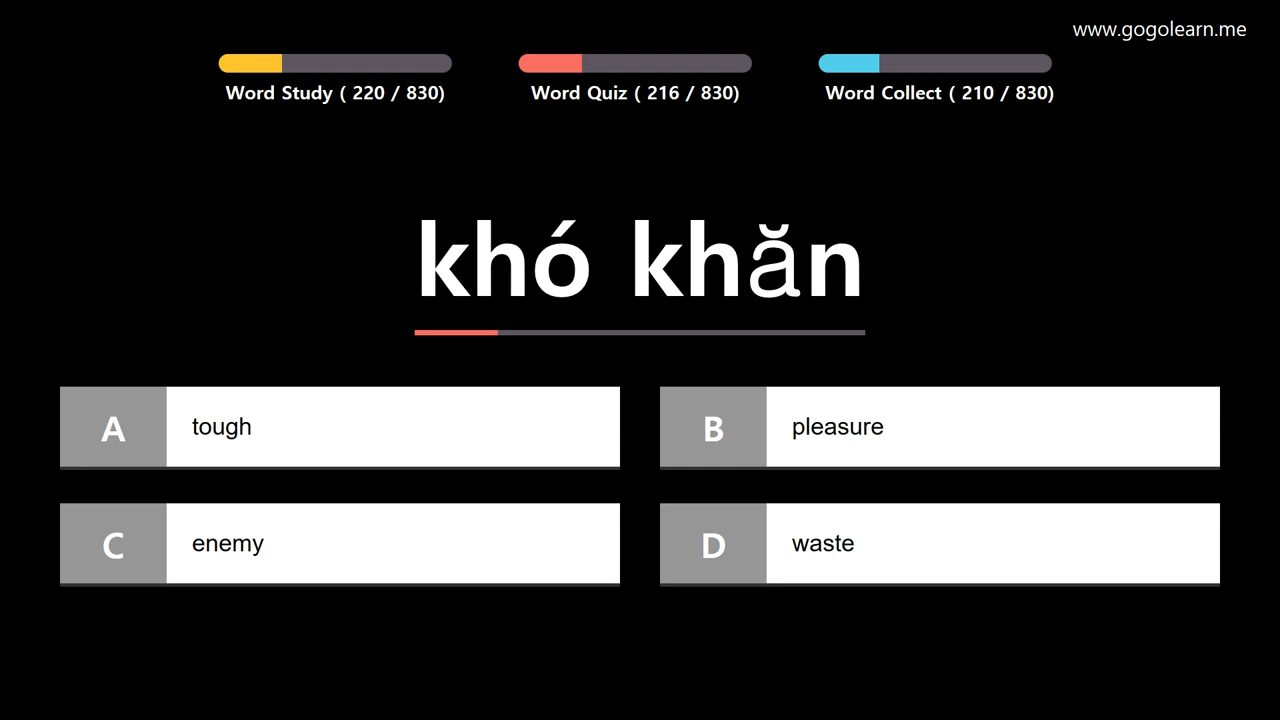 www.gogolearn.me
Word Study ( 220 / 830)
Word Quiz ( 216 / 830)
Word Collect ( 210 / 830)
khó khăn
A tough
B pleasure
C enemy
D waste